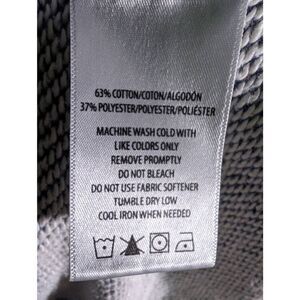 63% COTTON/COTON/ALGODÓN
37% POLYESTER/POLYESTER/POLIÉSTER
MACHINE WASH COLD WITH
LIKE COLORS ONLY
REMOVE PROMPTLY
DO NOT BLEACH
DO NOT USE FABRIC SOFTENER
TUMBLE DRY LOW
COOL IRON WHEN NEEDED